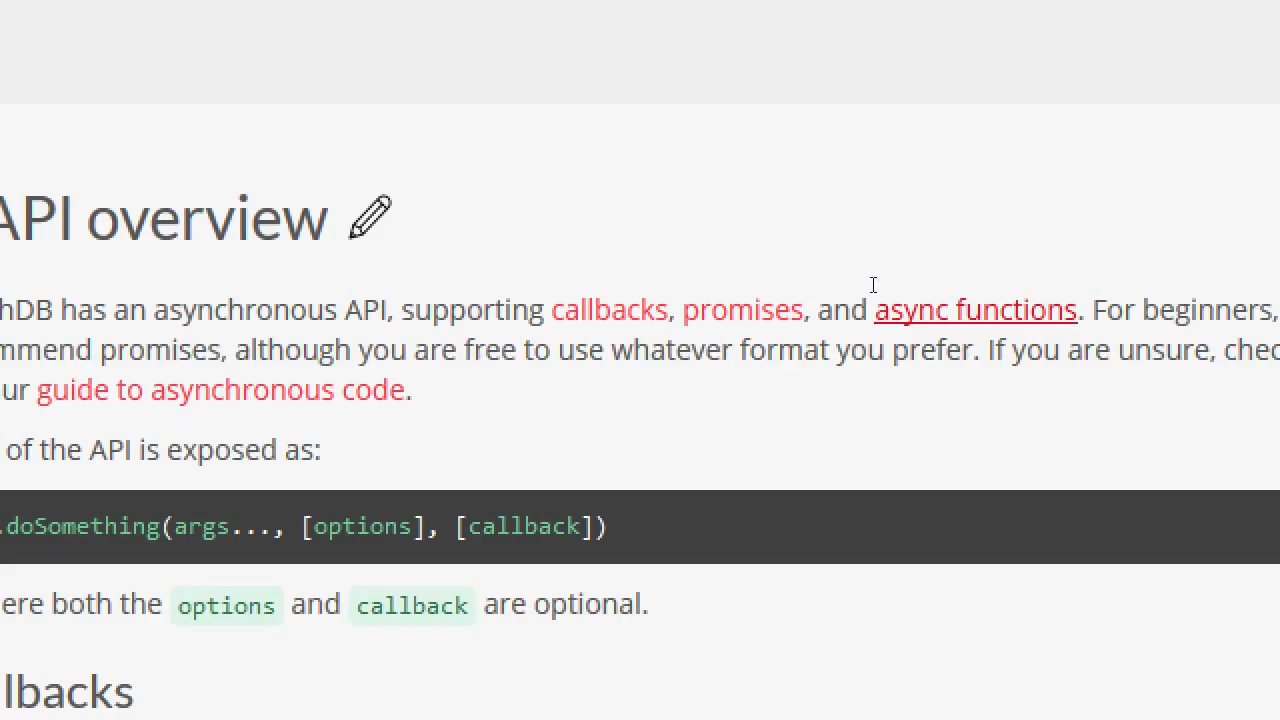 API overview
hDB has an asynchronous API, supporting callbacks, promises, and async functions. For beginners,
mmend promises, although you are free to use whatever format you prefer. If you are unsure, chec
ur guide to asynchronous code.
of the API is exposed as:
.doSomething(args..., [options], [callback])
ere both the options and callback are optional.
lbacks